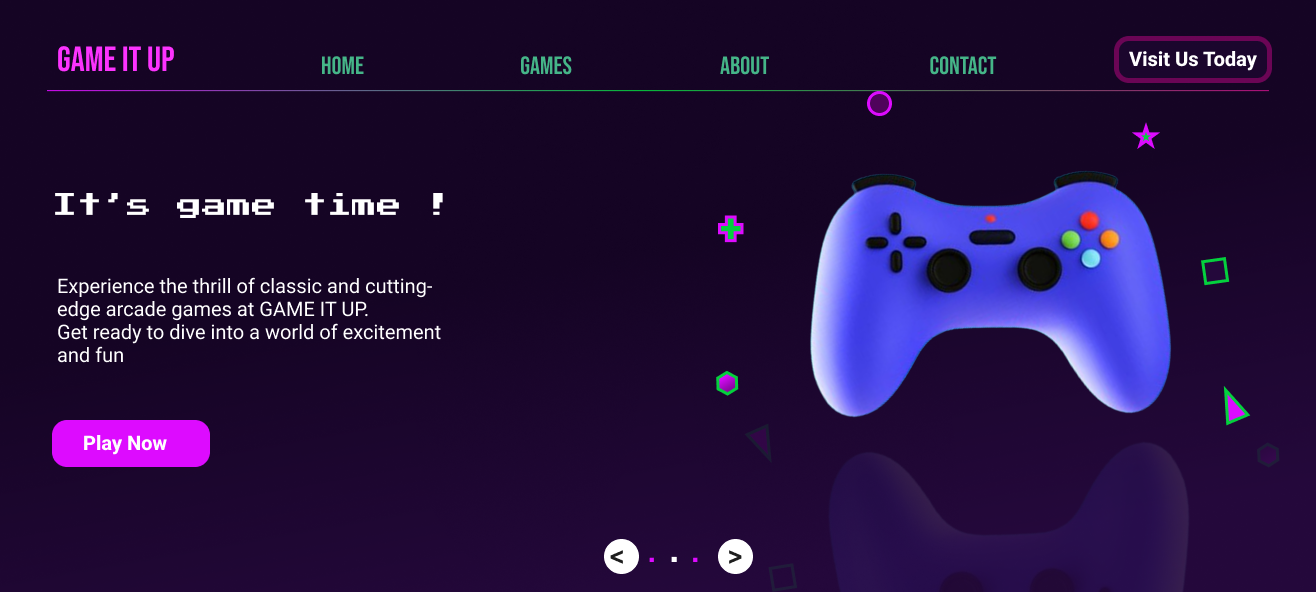 GAME IT UP
HOME
GAMES
ABOUT
CONTACT
Visit Us Today
It's game time !
Experience the thrill of classic and cutting-
edge arcade games at GAME IT UP.
Get ready to dive into a world of excitement
and fun
Play Now
< . . . >